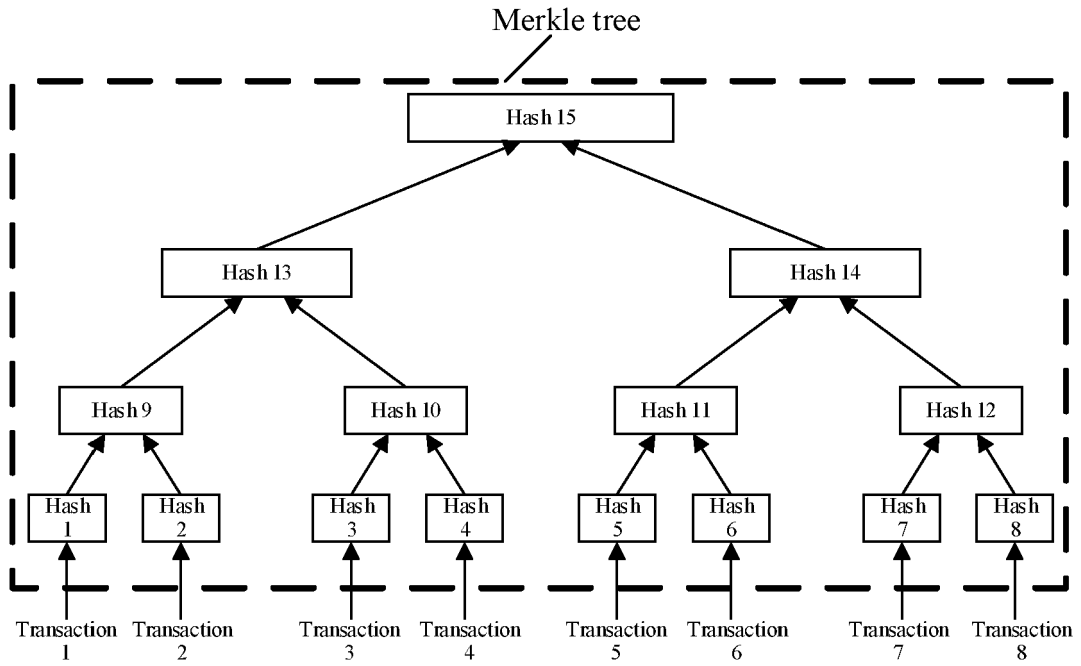 Merkle tree
Hash 15
Hash 13
Hash 14
Hash 9
Hash 10
Hash 11
Hash 12
Hash
1
Hash
2
Hash
3
Hash
4
Hash
5
Hash
6
Hash
7
Hash
8
Transaction
1
Transaction
2
Transaction
3
Transaction
4
Transaction
5
Transaction
6
Transaction
7
Transaction
8